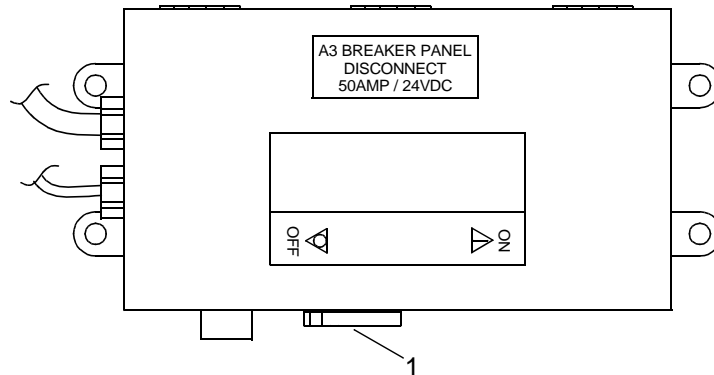 A3 BREAKER PANEL
DISCONNECT
50AMP / 24VDC
OFF
ON
1